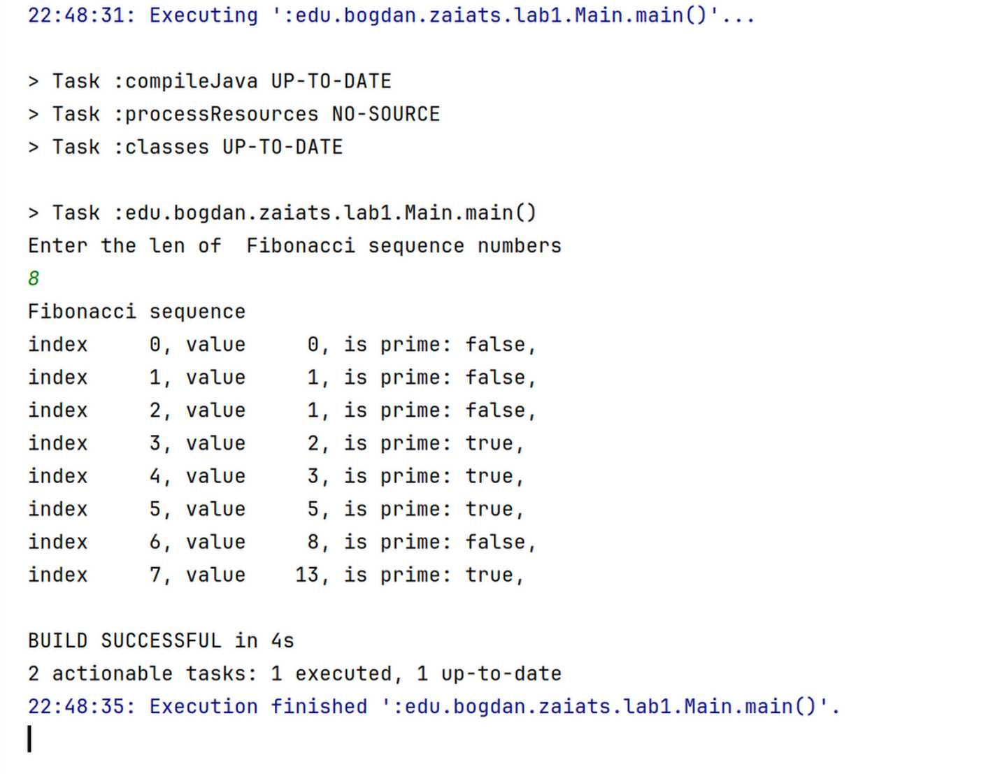 22:48:31: Executing ':edu.bogdan.zaiats.lab1.Main.main()'...
> Task :compileJava UP-TO-DATE
> Task :processResources NO-SOURCE
> Task :classes UP-TO-DATE
> Task :edu.bogdan.zaiats.lab1.Main.main()
Enter the len of  Fibonacci sequence numbers
8
Fibonacci sequence
index     0, value     0, is prime: false,
index     1, value     1, is prime: false,
index     2, value     1, is prime: false,
index     3, value     2, is prime: true,
index     4, value     3, is prime: true,
index     5, value     5, is prime: true,
index     6, value     8, is prime: false,
index     7, value    13, is prime: true,
BUILD SUCCESSFUL in 4s
2 actionable tasks: 1 executed, 1 up-to-date
22:48:35: Execution finished ':edu.bogdan.zaiats.lab1.Main.main()'.